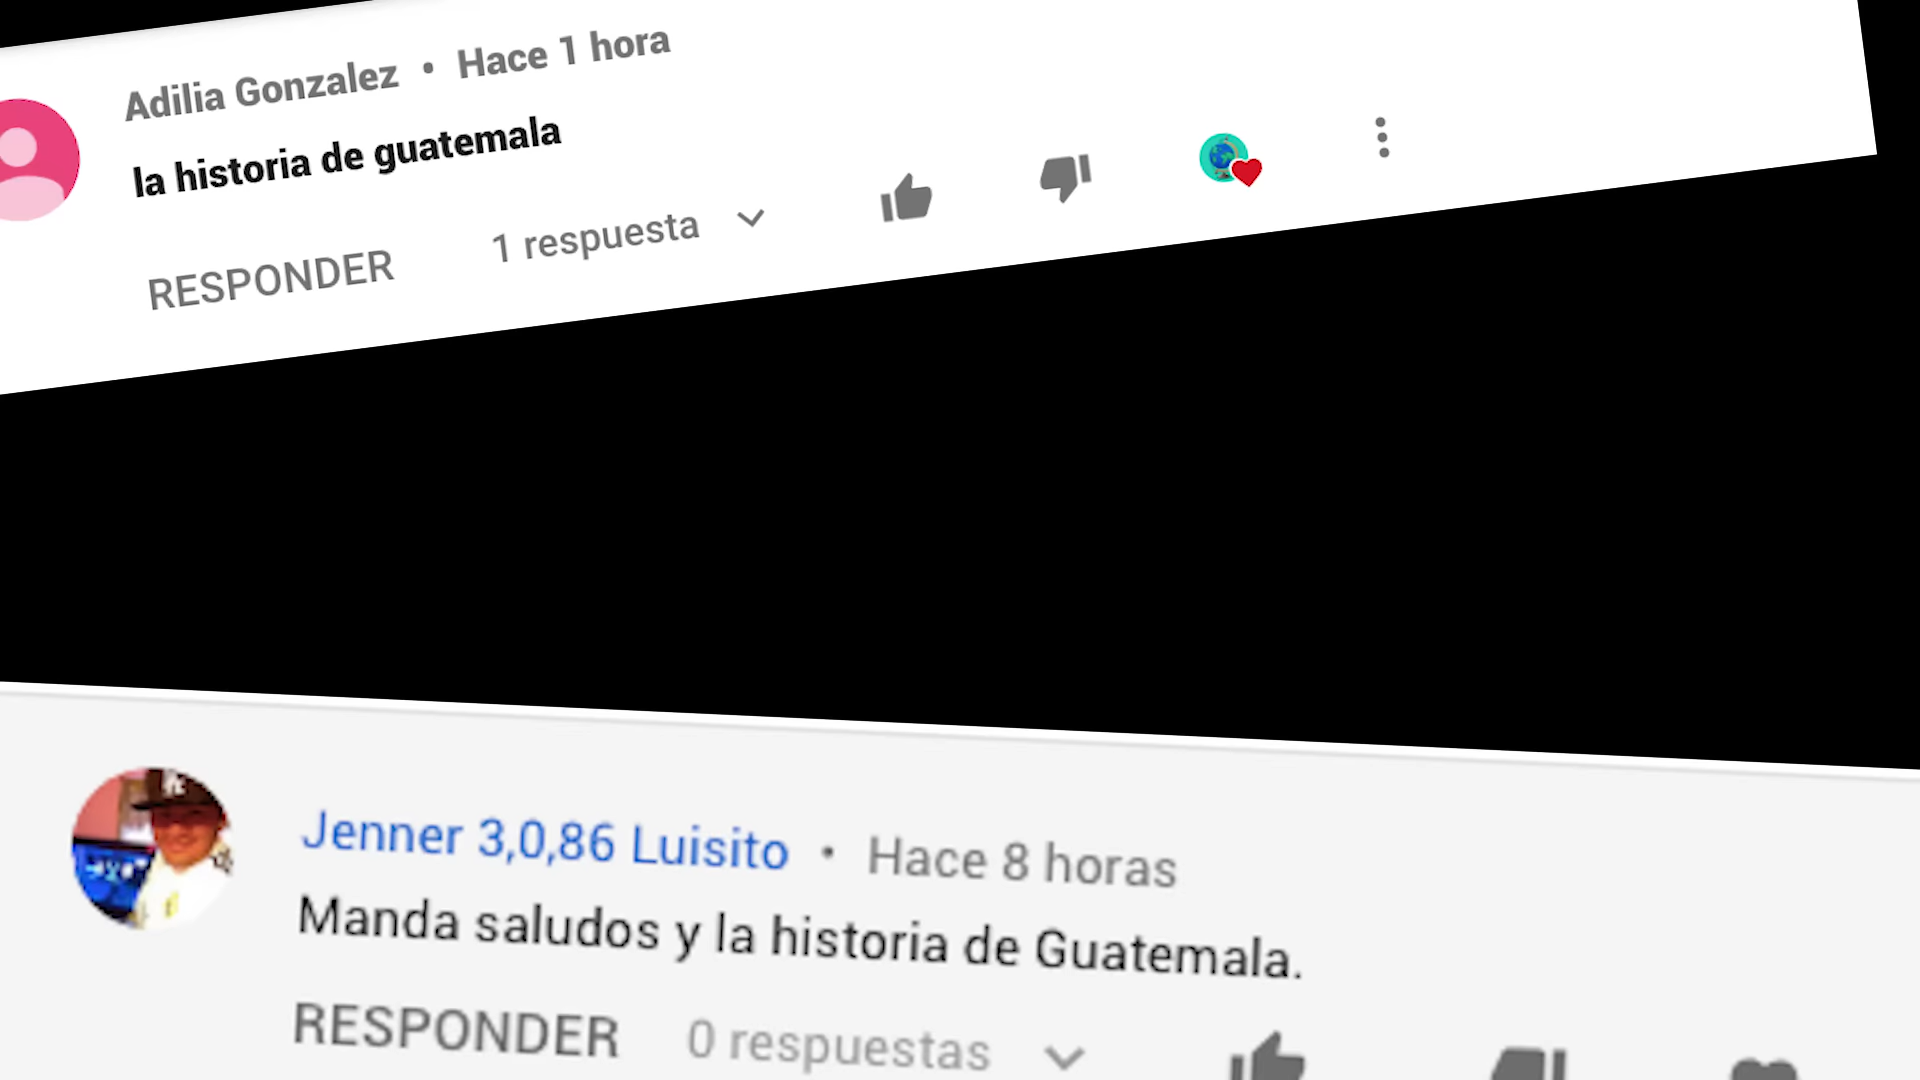 Adilia Gonzalez • Hace 1 hora
la historia de guatemala
RESPONDER 1 respuesta
Jenner 3,0,86 Luisito • Hace 8 horas
Manda saludos y la historia de Guatemala.
RESPONDER 0 respuestas